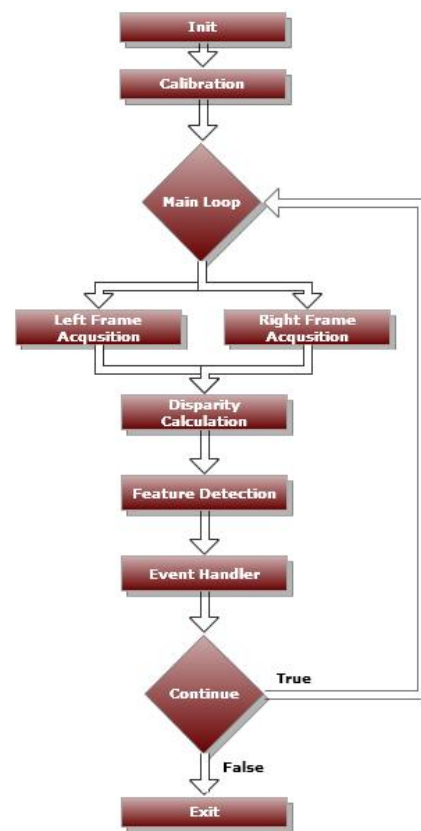 Init
Calibration
Main Loop
Left Frame
Acqusition
Right Frame
Acqusition
Disparity
Calculation
Feature Detection
Event Handler
Continue
True
False
Exit